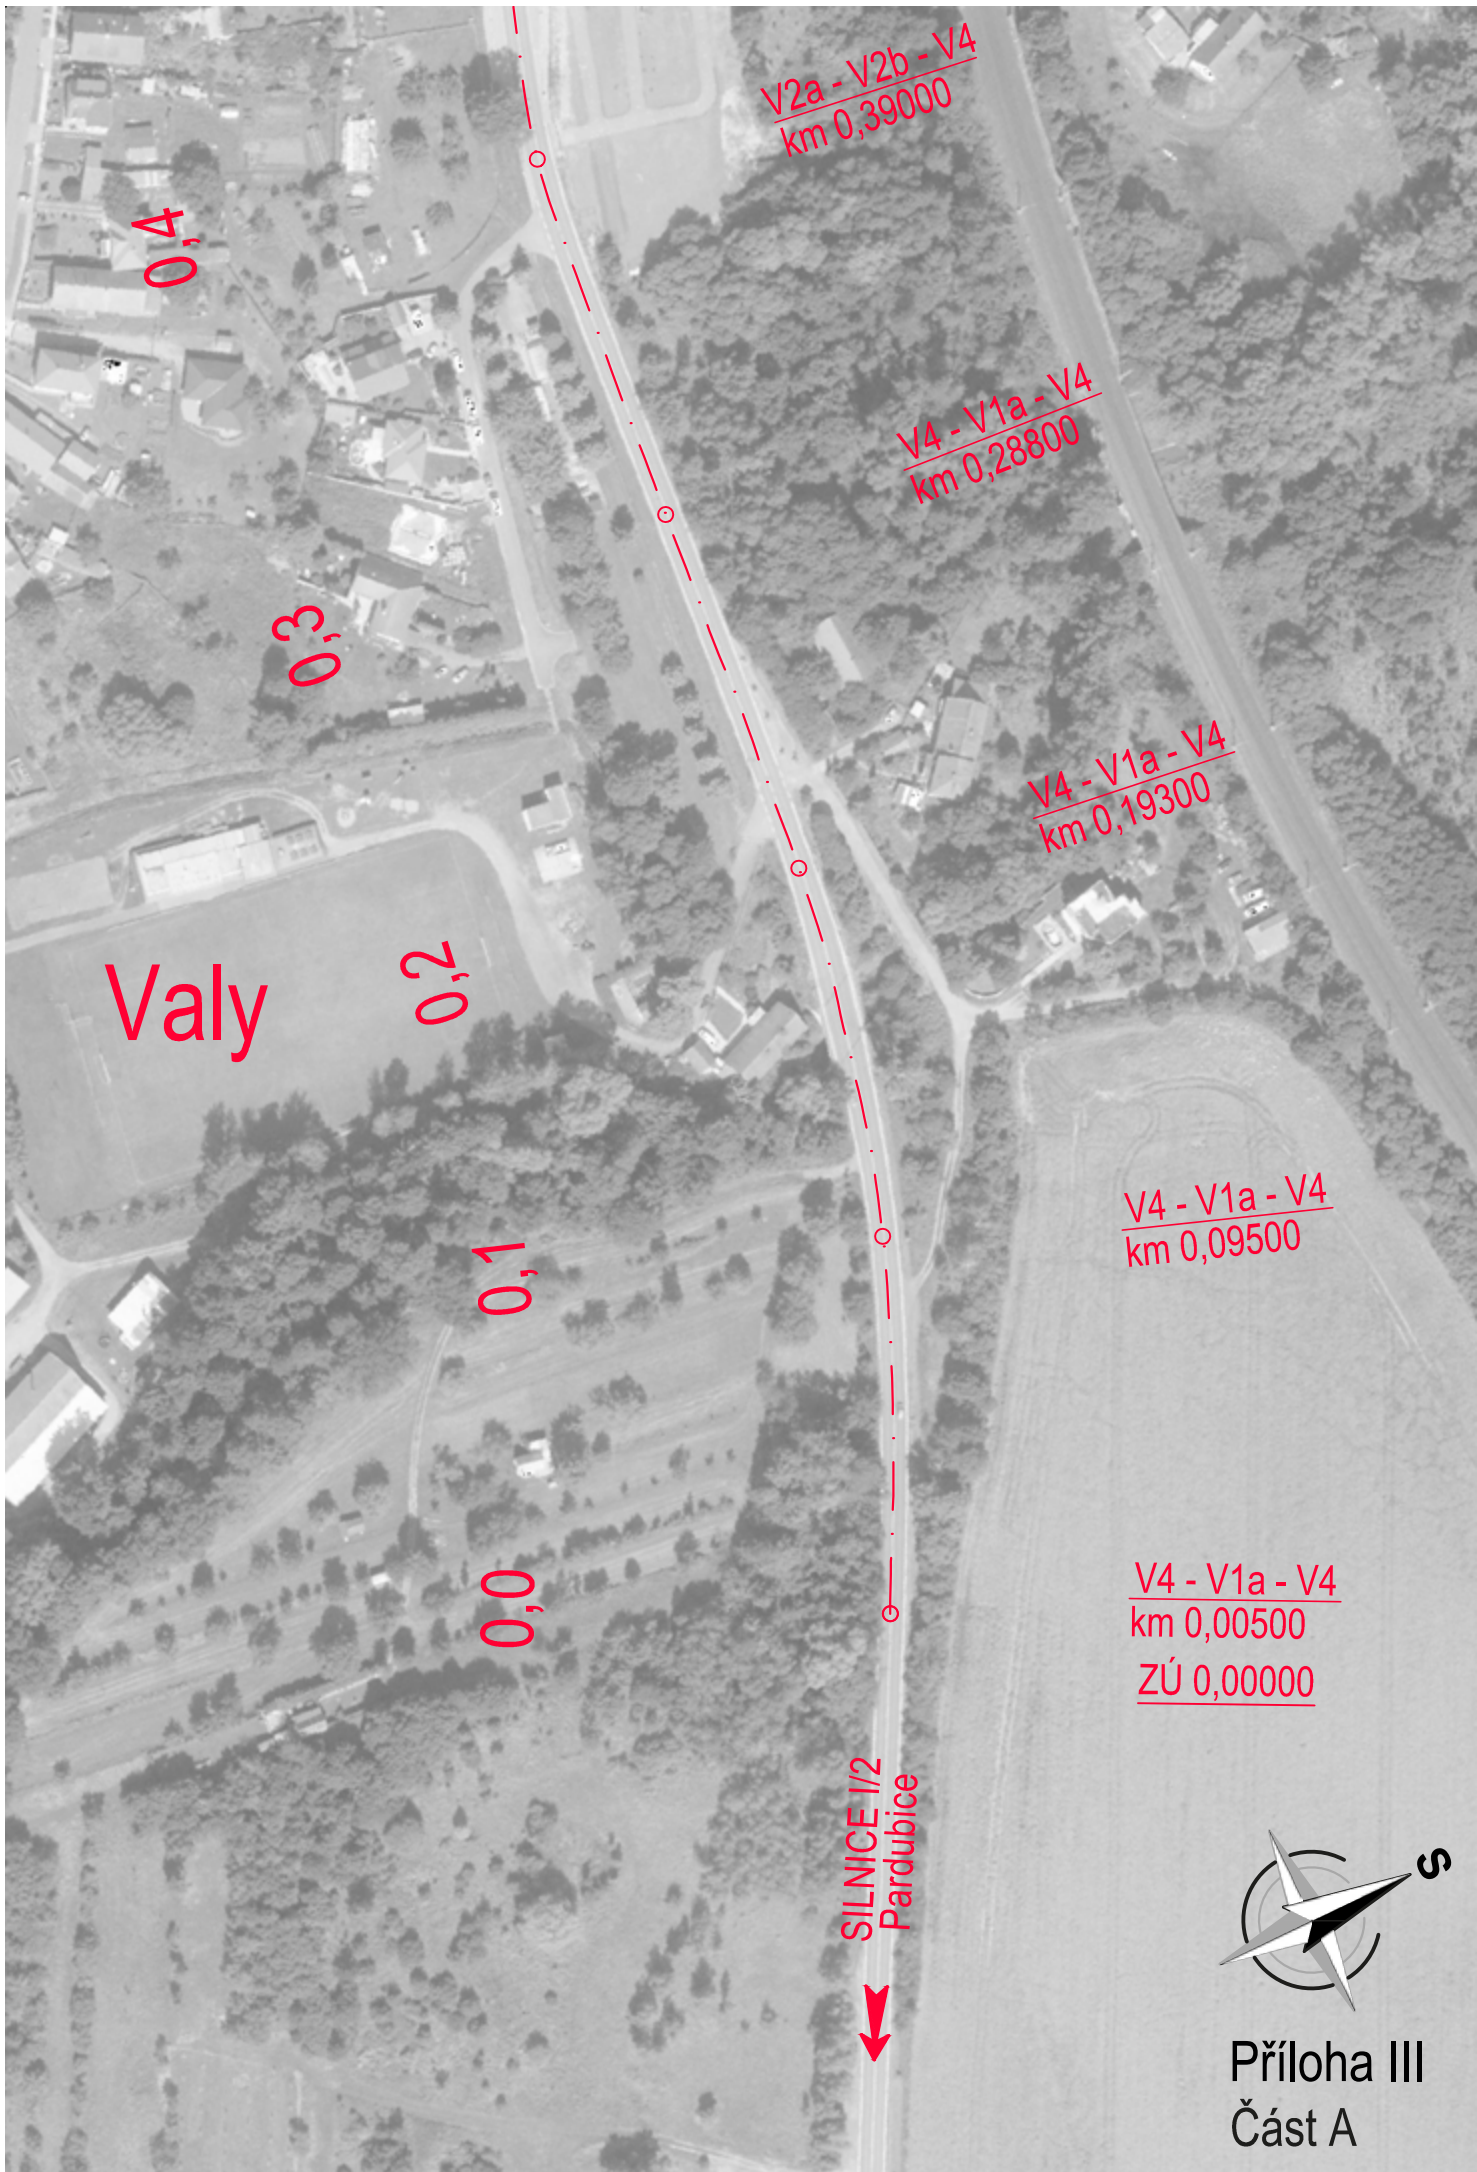 V2a - V2b - V4
km 0,39000
0,4
V4 - V1a - V4
km 0,28800
0,3
V4 - V1a - V4
km 0,19300
0,2
Valy
V4 - V1a - V4
km 0,09500
0,1
V4 - V1a - V4
km 0,00500
ZÚ 0,00000
0,0
SILNICE I/2
Pardubice
S
Příloha III
Část A